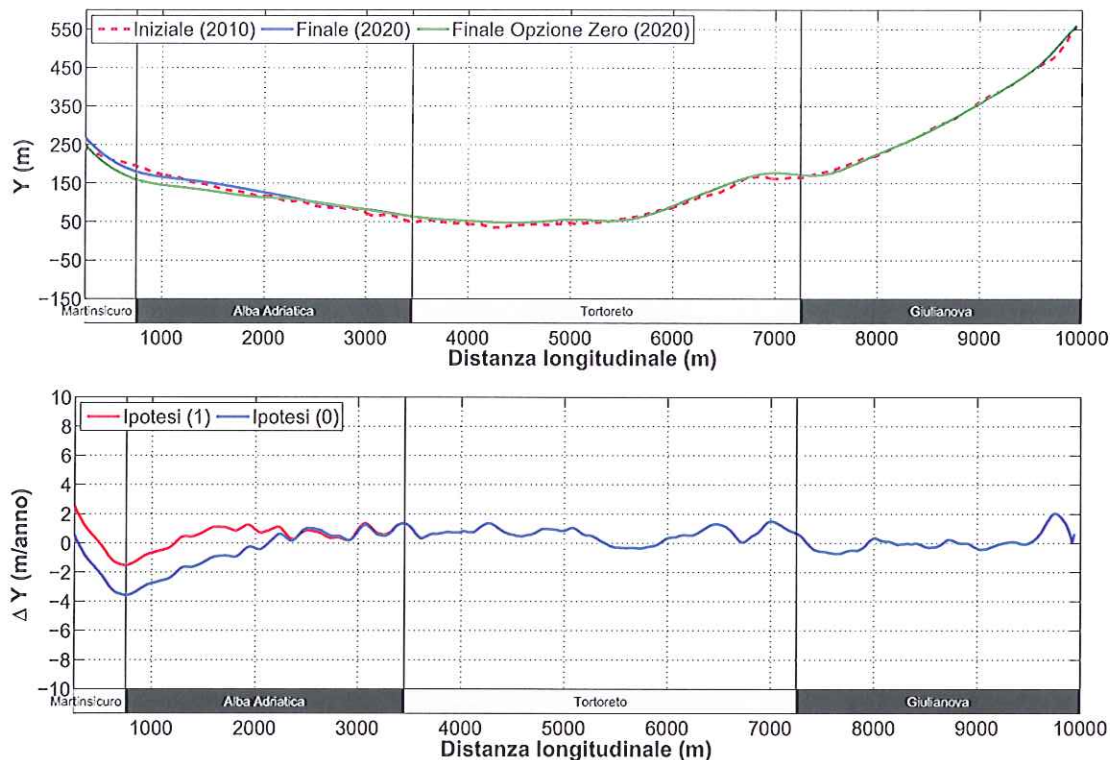 Iniziale (2010) Finale (2020) Finale Opzione Zero (2020)
550
450
350
250
150
50
−50
−150
Y (m)
Martinsicuro Alba Adriatica Tortoreto Giulianova
1000 2000 3000 4000 5000 6000 7000 8000 9000 10000
Distanza longitudinale (m)
Ipotesi (1) Ipotesi (0)
10
8
6
4
2
0
−2
−4
−6
−8
−10
Δ Y (m/anno)
Martinsicuro Alba Adriatica Tortoreto Giulianova
1000 2000 3000 4000 5000 6000 7000 8000 9000 10000
Distanza longitudinale (m)